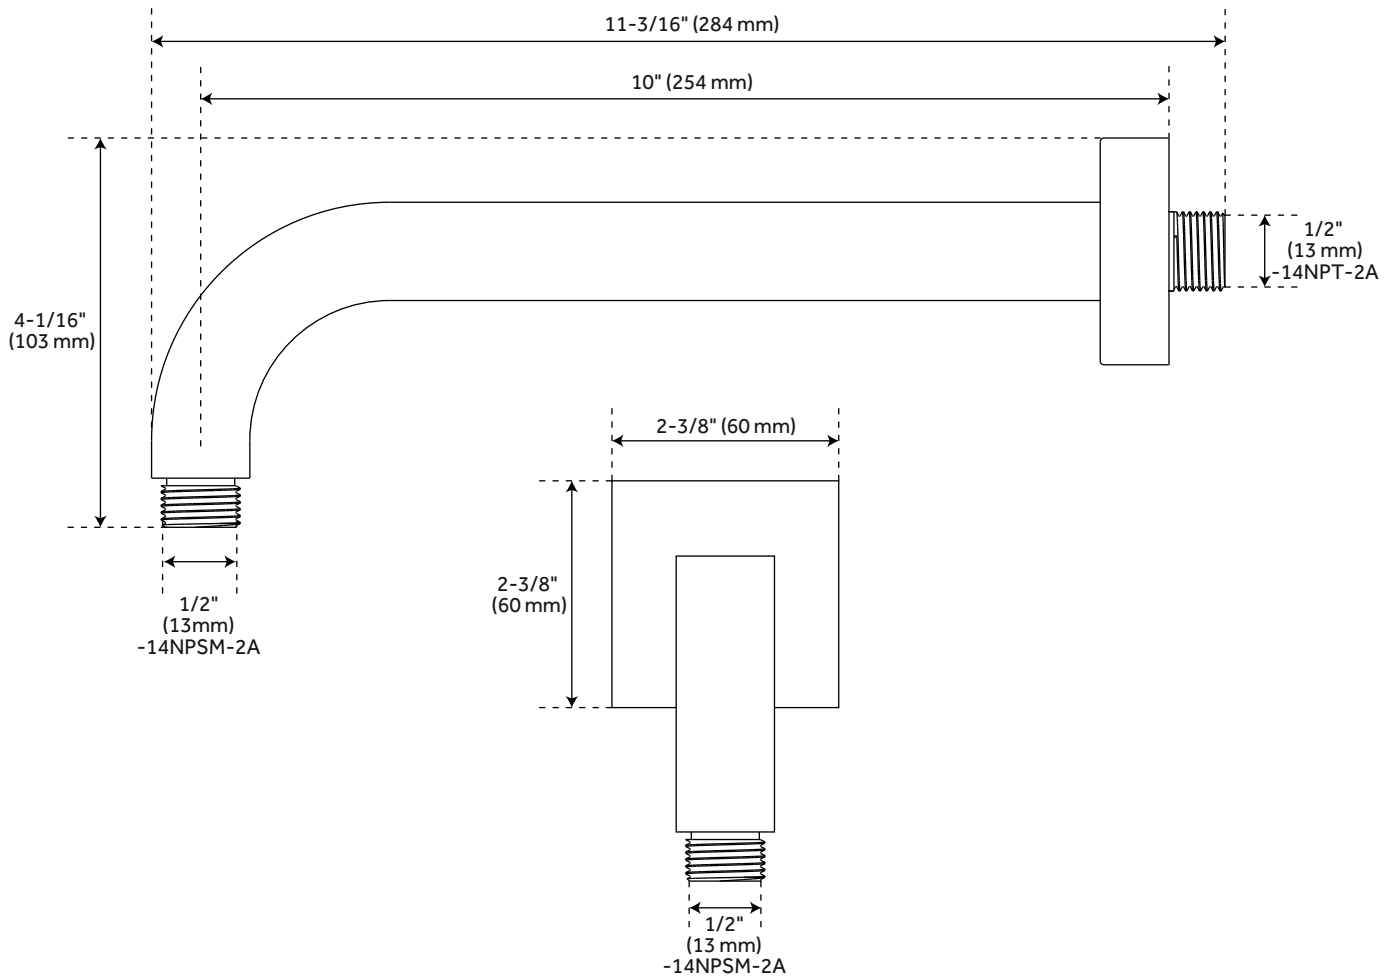 11-3/16" (284 mm)
10" (254 mm)
1/2"
(13 mm)
-14NPT-2A
4-1/16"
(103 mm)
2-3/8" (60 mm)
2-3/8"
(60 mm)
1/2"
(13mm)
-14NPSM-2A
1/2"
(13 mm)
-14NPSM-2A